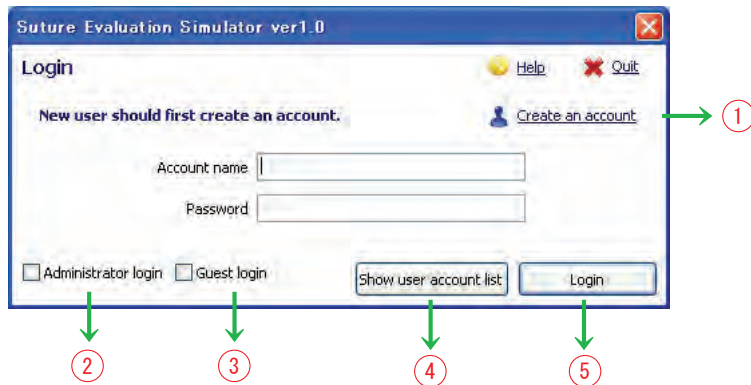 Suture Evaluation Simulator ver1.0
Login Help Quit
New user should first create an account. Create an account 1
Account name
Password
Administrator login Guest login Show user account list Login
2 3 4 5